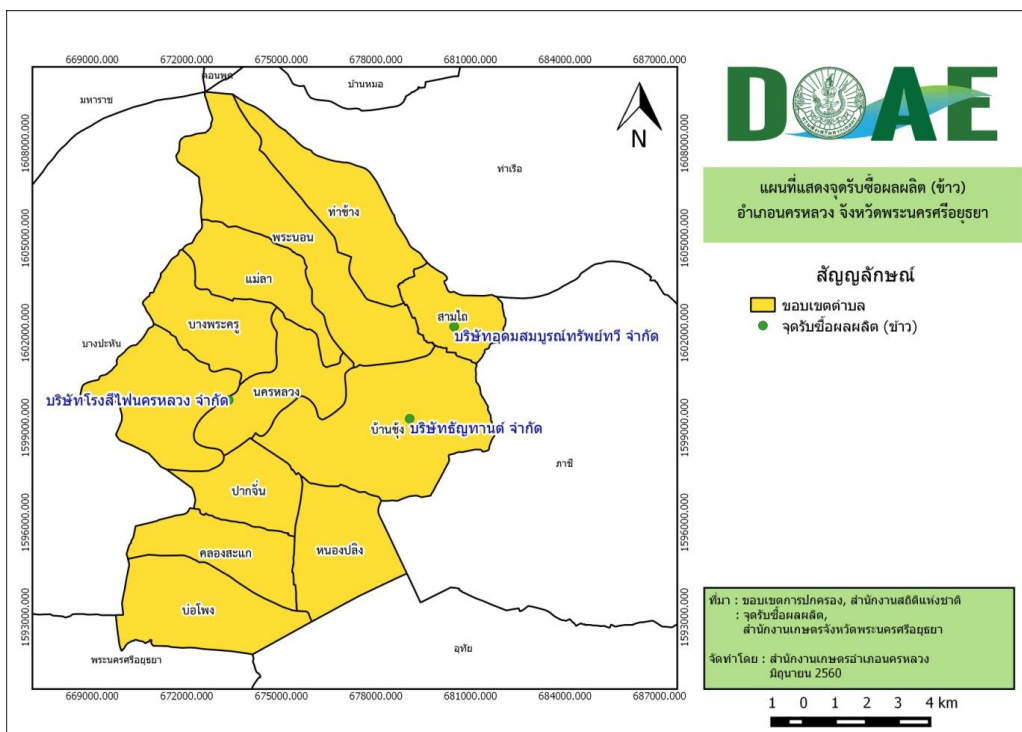 669000.000 672000.000 675000.000 678000.000 681000.000 684000.000 687000.000
ดอนพุด
บ้านหมอ
มหาราช
N
ท่าเรือ
1608000.000
1608000.000
ท่าช้าง
พระนอน
1605000.000
1605000.000
แม่ลา
สามไถ
บางพระครู
บริษัทอุดมสมบูรณ์ทรัพย์ทวี จำกัด
บางปะหัน
1602000.000
1602000.000
นครหลวง
บริษัทโรงสีไฟนครหลวง จำกัด
บ้านชุ้ง บริษัทธัญทานต์ จำกัด
1599000.000
1599000.000
ภาชี
ปากจั่น
1596000.000
1596000.000
คลองสะแก
หนองปลิง
บ่อโพง
1593000.000
1593000.000
พระนครศรีอยุธยา
อุทัย
669000.000 672000.000 675000.000 678000.000 681000.000 684000.000 687000.000
DOAE
แผนที่แสดงจุดรับซื้อผลผลิต (ข้าว)
อำเภอนครหลวง จังหวัดพระนครศรีอยุธยา
สัญญลักษณ์
ขอบเขตตำบล
จุดรับซื้อผลผลิต (ข้าว)
ที่มา : ขอบเขตการปกครอง, สำนักงานสถิติแห่งชาติ
: จุดรับซื้อผลผลิต,
สำนักงานเกษตรจังหวัดพระนครศรีอยุธยา
จัดทำโดย : สำนักงานเกษตรอำเภอนครหลวง
มิถุนายน 2560
1 0 1 2 3 4 km